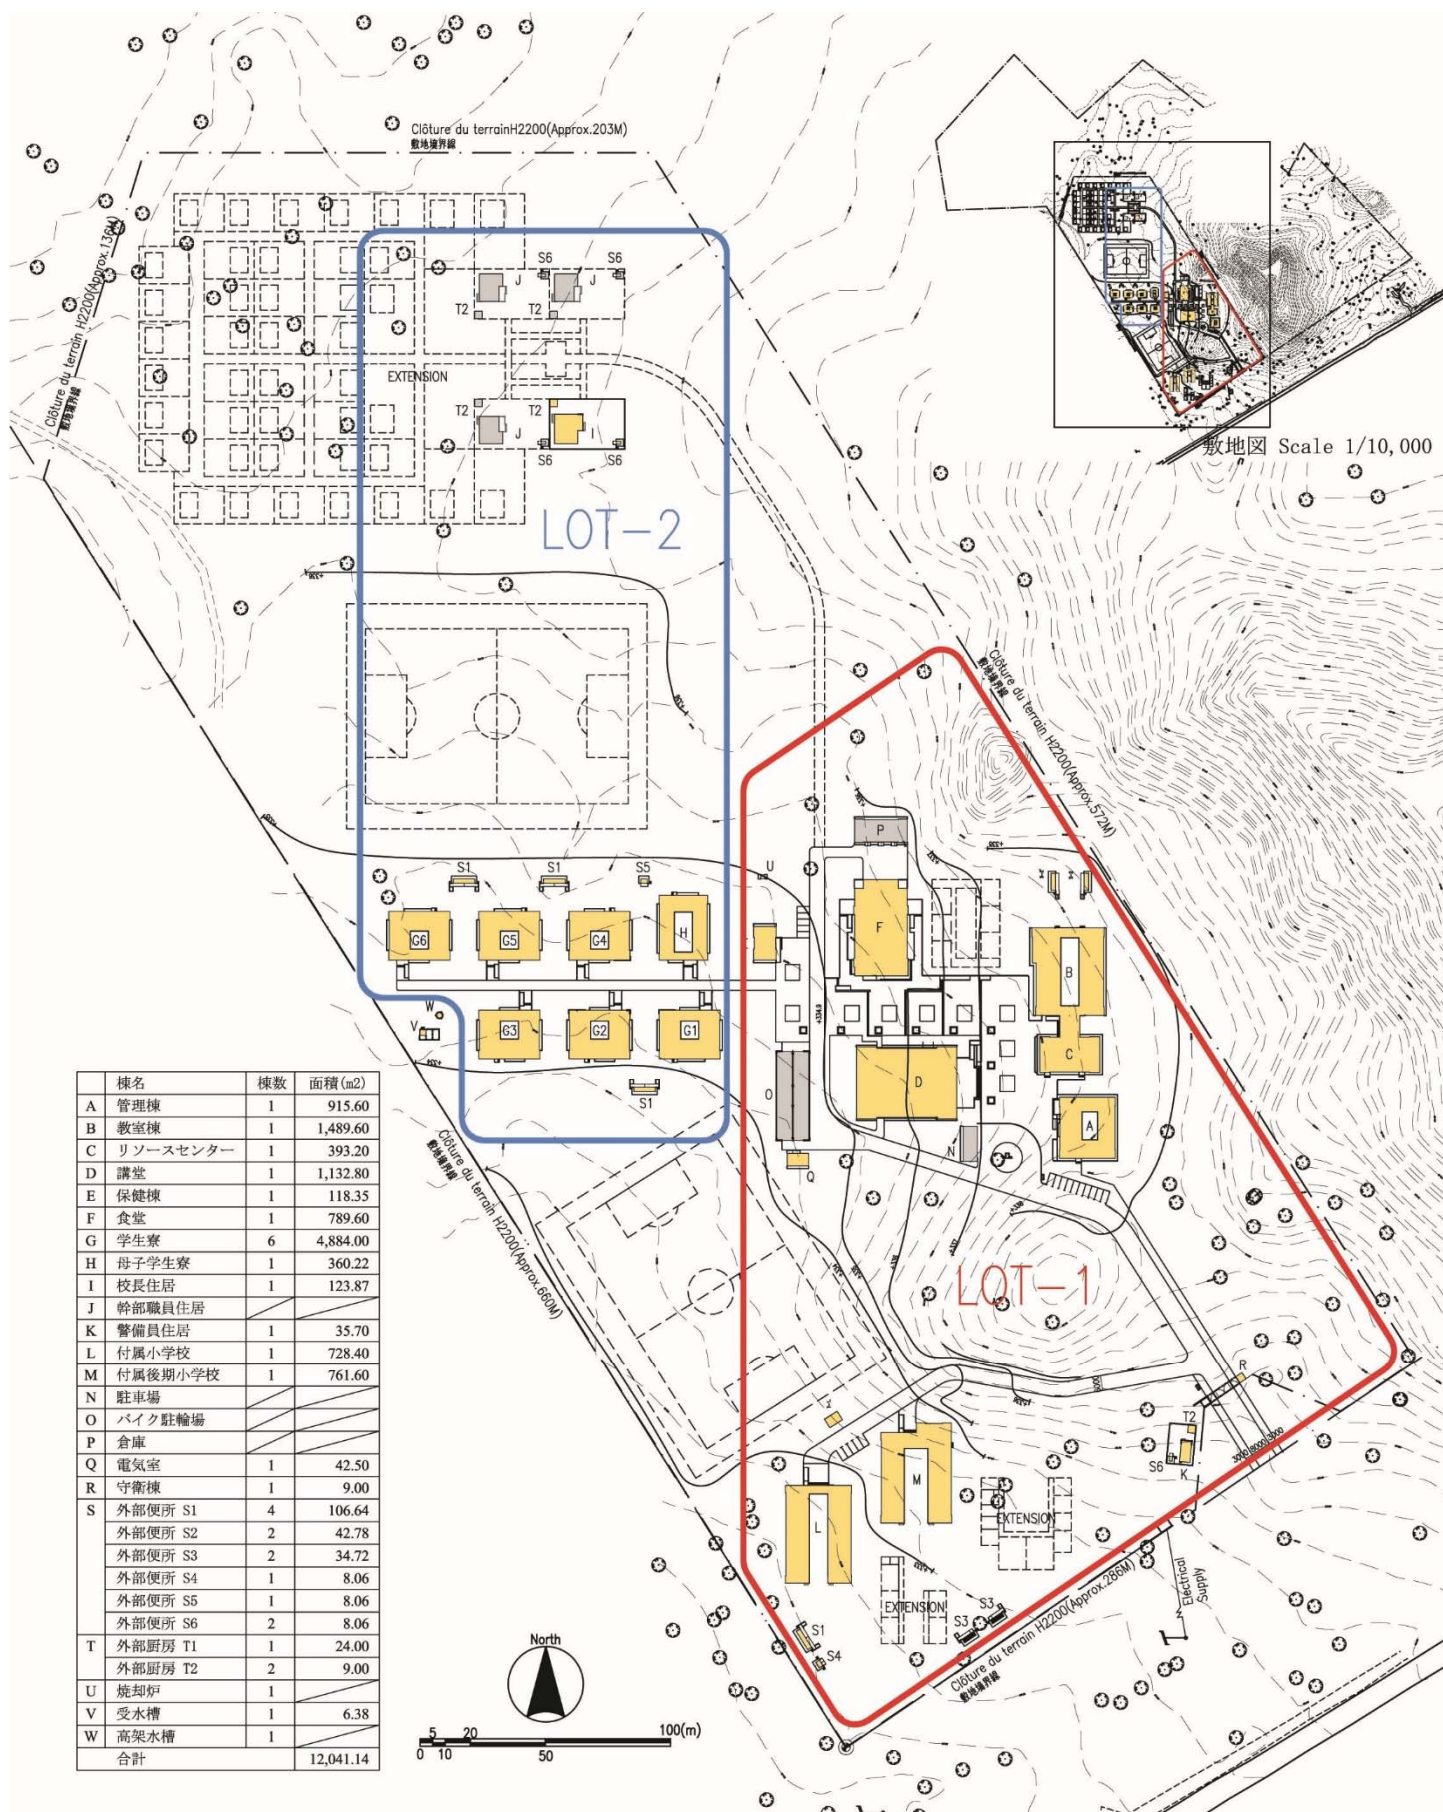 Clôture du terrainH2200(Approx.203M)
敷地境界線
Clôture du terrain H2200(Approx.136M)
敷地境界線
敷地図 Scale 1/10,000
S6
S6
J
J
T2
T2
EXTENSION
T2
T2
J
I
S6
S6
LOT-2
Clôture du terrain H2200(Approx.572M)
敷地境界線
P
U
S1
S1
S5
G6
G5
G4
H
F
B
W
V
G3
G2
G1
+334.9
O
D
C
A
S1
N
Q
Clôture du terrain H2200(Approx.660M)
敷地境界線
LOT-1
R
6000
T2
S6
K
3000
8000
3000
M
L
EXTENSION
EXTENSION
S3
S3
S1
S4
Clôture du terrain H2200(Approx.286M)
敷地境界線
Electrical
Supply
棟名 棟数 面積(m2)
A 管理棟 1 915.60
B 教室棟 1 1,489.60
C リソースセンター 1 393.20
D 講堂 1 1,132.80
E 保健棟 1 118.35
F 食堂 1 789.60
G 学生寮 6 4,884.00
H 母子学生寮 1 360.22
I 校長住居 1 123.87
J 幹部職員住居
K 警備員住居 1 35.70
L 付属小学校 1 728.40
M 付属後期小学校 1 761.60
N 駐車場
O バイク駐輪場
P 倉庫
Q 電気室 1 42.50
R 守衛棟 1 9.00
S 外部便所 S1 4 106.64
外部便所 S2 2 42.78
外部便所 S3 2 34.72
外部便所 S4 1 8.06
外部便所 S5 1 8.06
外部便所 S6 2 8.06
T 外部厨房 T1 1 24.00
外部厨房 T2 2 9.00
U 焼却炉 1
V 受水槽 1 6.38
W 高架水槽 1
合計 12,041.14
North
5 20 100(m)
0 10 50